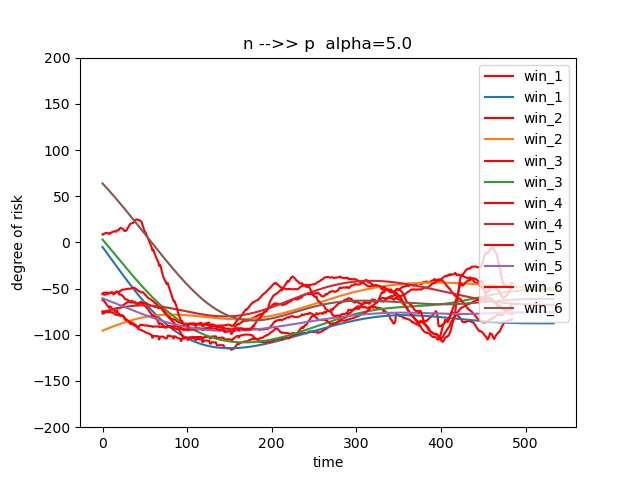 n -->> p  alpha=5.0
degree of risk
200
150
100
50
0
−50
−100
−150
−200
0
100
200
300
400
500
time
win_1
win_1
win_2
win_2
win_3
win_3
win_4
win_4
win_5
win_5
win_6
win_6